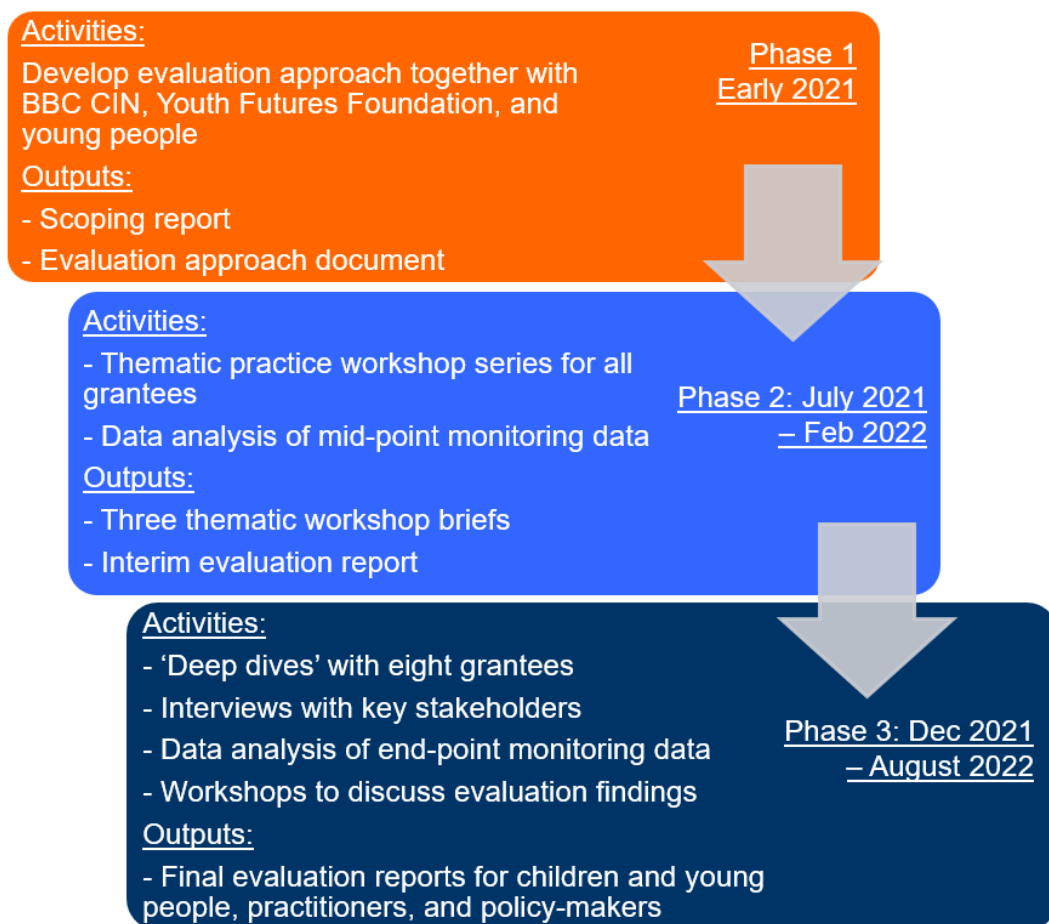 Activities:
Develop evaluation approach together with
BBC CIN, Youth Futures Foundation, and
young people
Outputs:
- Scoping report
- Evaluation approach document
Phase 1
Early 2021
Activities:
- Thematic practice workshop series for all
grantees
- Data analysis of mid-point monitoring data
Outputs:
- Three thematic workshop briefs
- Interim evaluation report
Phase 2: July 2021
– Feb 2022
Activities:
- ‘Deep dives’ with eight grantees
- Interviews with key stakeholders
- Data analysis of end-point monitoring data
- Workshops to discuss evaluation findings
Outputs:
- Final evaluation reports for children and young
people, practitioners, and policy-makers
Phase 3: Dec 2021
– August 2022